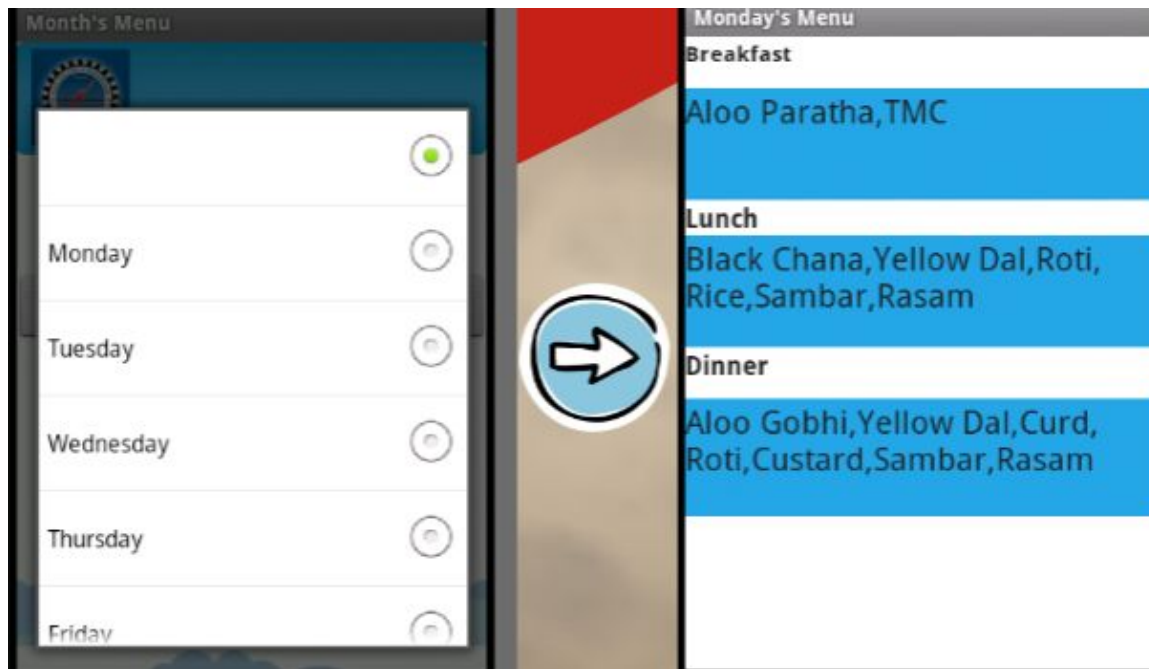 Month's Menu
Monday
Tuesday
Wednesday
Thursday
Friday
Monday's Menu
Breakfast
Aloo Paratha,TMC
Lunch
Black Chana,Yellow Dal,Roti,
Rice,Sambar,Rasam
Dinner
Aloo Gobhi,Yellow Dal,Curd,
Roti,Custard,Sambar,Rasam